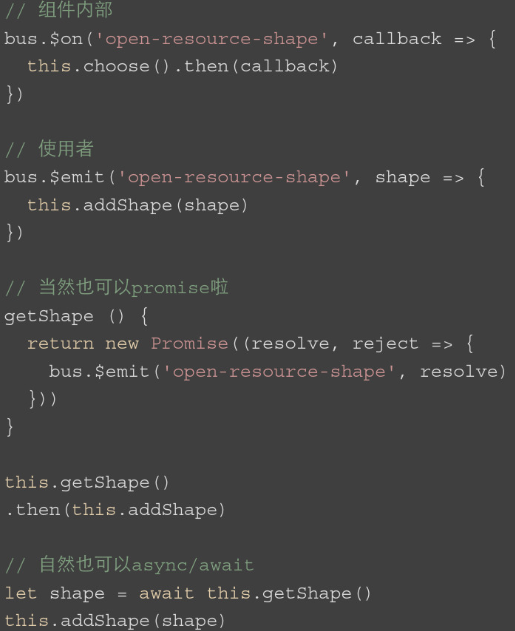 // 组件内部
bus.$on('open-resource-shape', callback => {
  this.choose().then(callback)
})

// 使用者
bus.$emit('open-resource-shape', shape => {
  this.addShape(shape)
})

// 当然也可以promise啦
getShape () {
  return new Promise((resolve, reject => {
    bus.$emit('open-resource-shape', resolve)
  }))
}

this.getShape()
.then(this.addShape)

// 自然也可以async/await
let shape = await this.getShape()
this.addShape(shape)